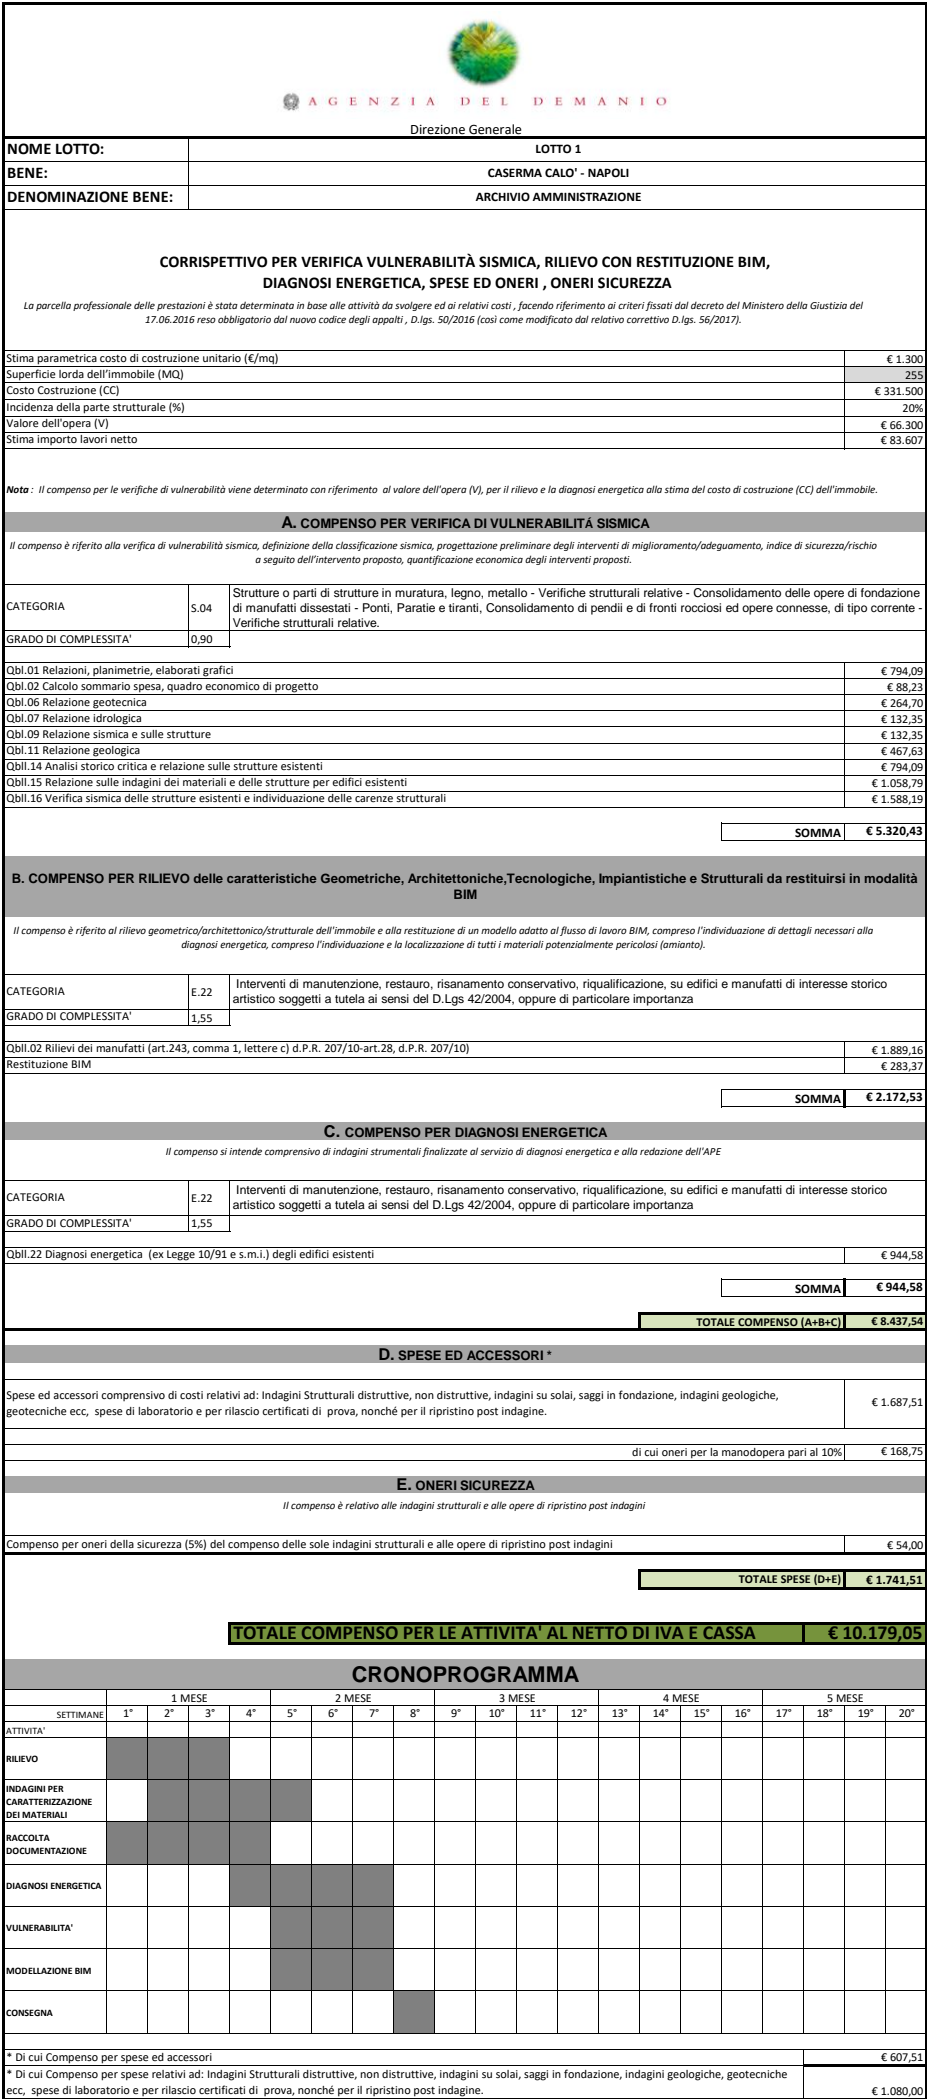 AGENZIA DEL DEMANIO
Direzione Generale
NOME LOTTO: LOTTO 1
BENE: CASERMA CALO' - NAPOLI
DENOMINAZIONE BENE: ARCHIVIO AMMINISTRAZIONE
CORRISPETTIVO PER VERIFICA VULNERABILITÀ SISMICA, RILIEVO CON RESTITUZIONE BIM,
DIAGNOSI ENERGETICA, SPESE ED ONERI , ONERI SICUREZZA
La parcella professionale delle prestazioni è stata determinata in base alle attività da svolgere ed ai relativi costi , facendo riferimento ai criteri fissati dal decreto del Ministero della Giustizia del
17.06.2016 reso obbligatorio dal nuovo codice degli appalti , D.lgs. 50/2016 (così come modificato dal relativo correttivo D.lgs. 56/2017).
Stima parametrica costo di costruzione unitario (€/mq) € 1.300
Superficie lorda dell'immobile (MQ) 255
Costo Costruzione (CC) € 331.500
Incidenza della parte strutturale (%) 20%
Valore dell'opera (V) € 66.300
Stima importo lavori netto € 83.607
Nota : Il compenso per le verifiche di vulnerabilità viene determinato con riferimento al valore dell'opera (V), per il rilievo e la diagnosi energetica alla stima del costo di costruzione (CC) dell'immobile.
A. COMPENSO PER VERIFICA DI VULNERABILITÁ SISMICA
Il compenso è riferito alla verifica di vulnerabilità sismica, definizione della classificazione sismica, progettazione preliminare degli interventi di miglioramento/adeguamento, indice di sicurezza/rischio
a seguito dell'intervento proposto, quantificazione economica degli interventi proposti.
CATEGORIA S.04 Strutture o parti di strutture in muratura, legno, metallo - Verifiche strutturali relative - Consolidamento delle opere di fondazione
di manufatti dissestati - Ponti, Paratie e tiranti, Consolidamento di pendii e di fronti rocciosi ed opere connesse, di tipo corrente -
Verifiche strutturali relative.
GRADO DI COMPLESSITA' 0,90
Qbl.01 Relazioni, planimetrie, elaborati grafici € 794,09
Qbl.02 Calcolo sommario spesa, quadro economico di progetto € 88,23
Qbl.06 Relazione geotecnica € 264,70
Qbl.07 Relazione idrologica € 132,35
Qbl.09 Relazione sismica e sulle strutture € 132,35
Qbl.11 Relazione geologica € 467,63
Qbll.14 Analisi storico critica e relazione sulle strutture esistenti € 794,09
Qbll.15 Relazione sulle indagini dei materiali e delle strutture per edifici esistenti € 1.058,79
Qbll.16 Verifica sismica delle strutture esistenti e individuazione delle carenze strutturali € 1.588,19
SOMMA € 5.320,43
B. COMPENSO PER RILIEVO delle caratteristiche Geometriche, Architettoniche,Tecnologiche, Impiantistiche e Strutturali da restituirsi in modalità
BIM
Il compenso è riferito al rilievo geometrico/architettonico/strutturale dell'immobile e alla restituzione di un modello adatto al flusso di lavoro BIM, compreso l'individuazione di dettagli necessari alla
diagnosi energetica, compreso l'individuazione e la localizzazione di tutti i materiali potenzialmente pericolosi (amianto).
CATEGORIA E.22 Interventi di manutenzione, restauro, risanamento conservativo, riqualificazione, su edifici e manufatti di interesse storico
artistico soggetti a tutela ai sensi del D.Lgs 42/2004, oppure di particolare importanza
GRADO DI COMPLESSITA' 1,55
Qbll.02 Rilievi dei manufatti (art.243, comma 1, lettere c) d.P.R. 207/10-art.28, d.P.R. 207/10) € 1.889,16
Restituzione BIM € 283,37
SOMMA € 2.172,53
C. COMPENSO PER DIAGNOSI ENERGETICA
Il compenso si intende comprensivo di indagini strumentali finalizzate al servizio di diagnosi energetica e alla redazione dell'APE
CATEGORIA E.22 Interventi di manutenzione, restauro, risanamento conservativo, riqualificazione, su edifici e manufatti di interesse storico
artistico soggetti a tutela ai sensi del D.Lgs 42/2004, oppure di particolare importanza
GRADO DI COMPLESSITA' 1,55
Qbll.22 Diagnosi energetica (ex Legge 10/91 e s.m.i.) degli edifici esistenti € 944,58
SOMMA € 944,58
TOTALE COMPENSO (A+B+C) € 8.437,54
D. SPESE ED ACCESSORI *
Spese ed accessori comprensivo di costi relativi ad: Indagini Strutturali distruttive, non distruttive, indagini su solai, saggi in fondazione, indagini geologiche,
geotecniche ecc, spese di laboratorio e per rilascio certificati di prova, nonché per il ripristino post indagine. € 1.687,51
di cui oneri per la manodopera pari al 10% € 168,75
E. ONERI SICUREZZA
Il compenso è relativo alle indagini strutturali e alle opere di ripristino post indagini
Compenso per oneri della sicurezza (5%) del compenso delle sole indagini strutturali e alle opere di ripristino post indagini € 54,00
TOTALE SPESE (D+E) € 1.741,51
TOTALE COMPENSO PER LE ATTIVITA' AL NETTO DI IVA E CASSA € 10.179,05
CRONOPROGRAMMA
1 MESE 2 MESE 3 MESE 4 MESE 5 MESE
SETTIMANE 1° 2° 3° 4° 5° 6° 7° 8° 9° 10° 11° 12° 13° 14° 15° 16° 17° 18° 19° 20°
ATTIVITA'
RILIEVO
INDAGINI PER
CARATTERIZZAZIONE
DEI MATERIALI
RACCOLTA
DOCUMENTAZIONE
DIAGNOSI ENERGETICA
VULNERABILITA'
MODELLAZIONE BIM
CONSEGNA
* Di cui Compenso per spese ed accessori € 607,51
* Di cui Compenso per spese relativi ad: Indagini Strutturali distruttive, non distruttive, indagini su solai, saggi in fondazione, indagini geologiche, geotecniche
ecc, spese di laboratorio e per rilascio certificati di prova, nonché per il ripristino post indagine. € 1.080,00